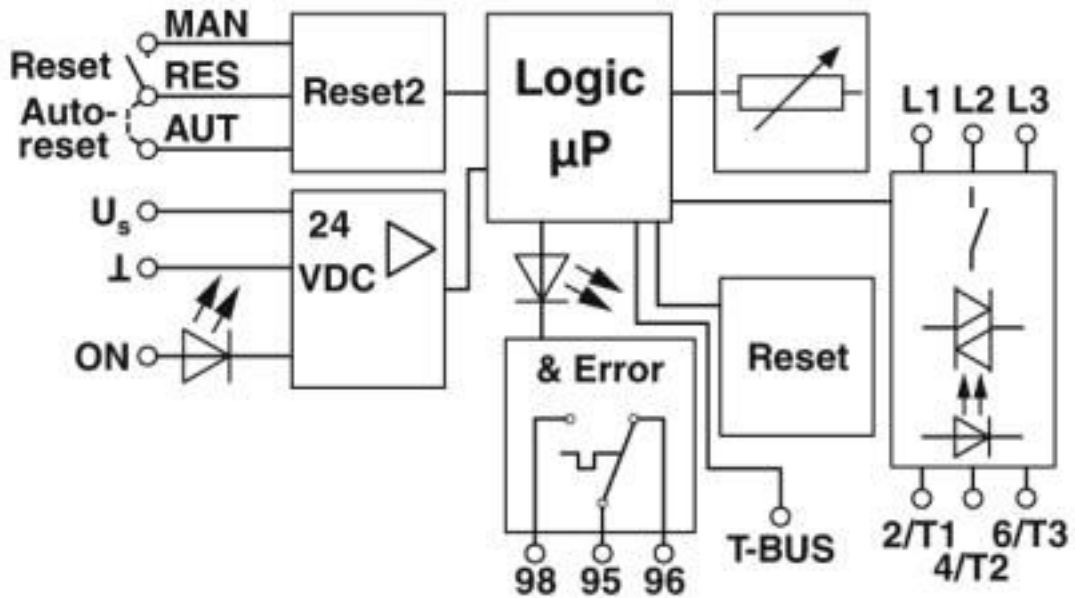 MAN
Reset
RES
Auto-
reset
AUT
Reset2
Logic
µP
L1 L2 L3
Us
⊥
ON
24
VDC
& Error
Reset
98 95 96
T-BUS
2/T1
4/T2
6/T3